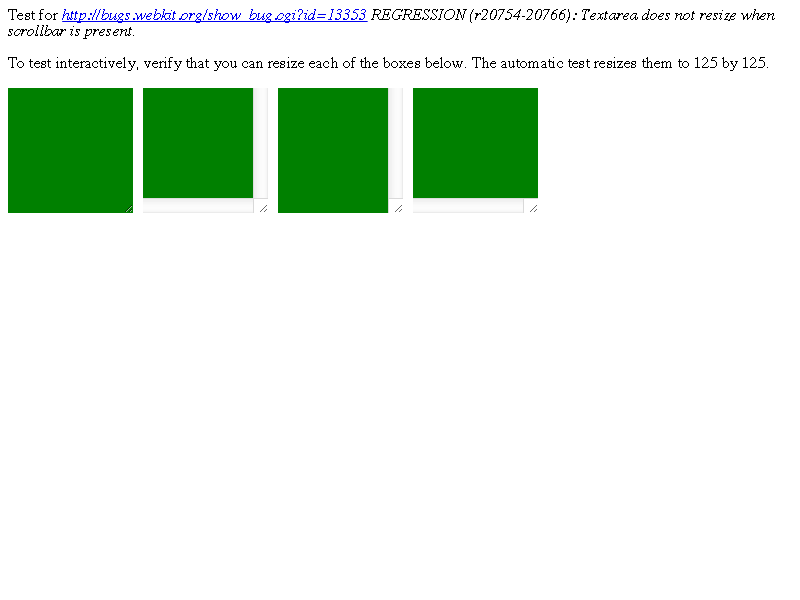 Test for http://bugs.webkit.org/show_bug.cgi?id=13353 REGRESSION (r20754-20766): Textarea does not resize when
scrollbar is present.
To test interactively, verify that you can resize each of the boxes below. The automatic test resizes them to 125 by 125.